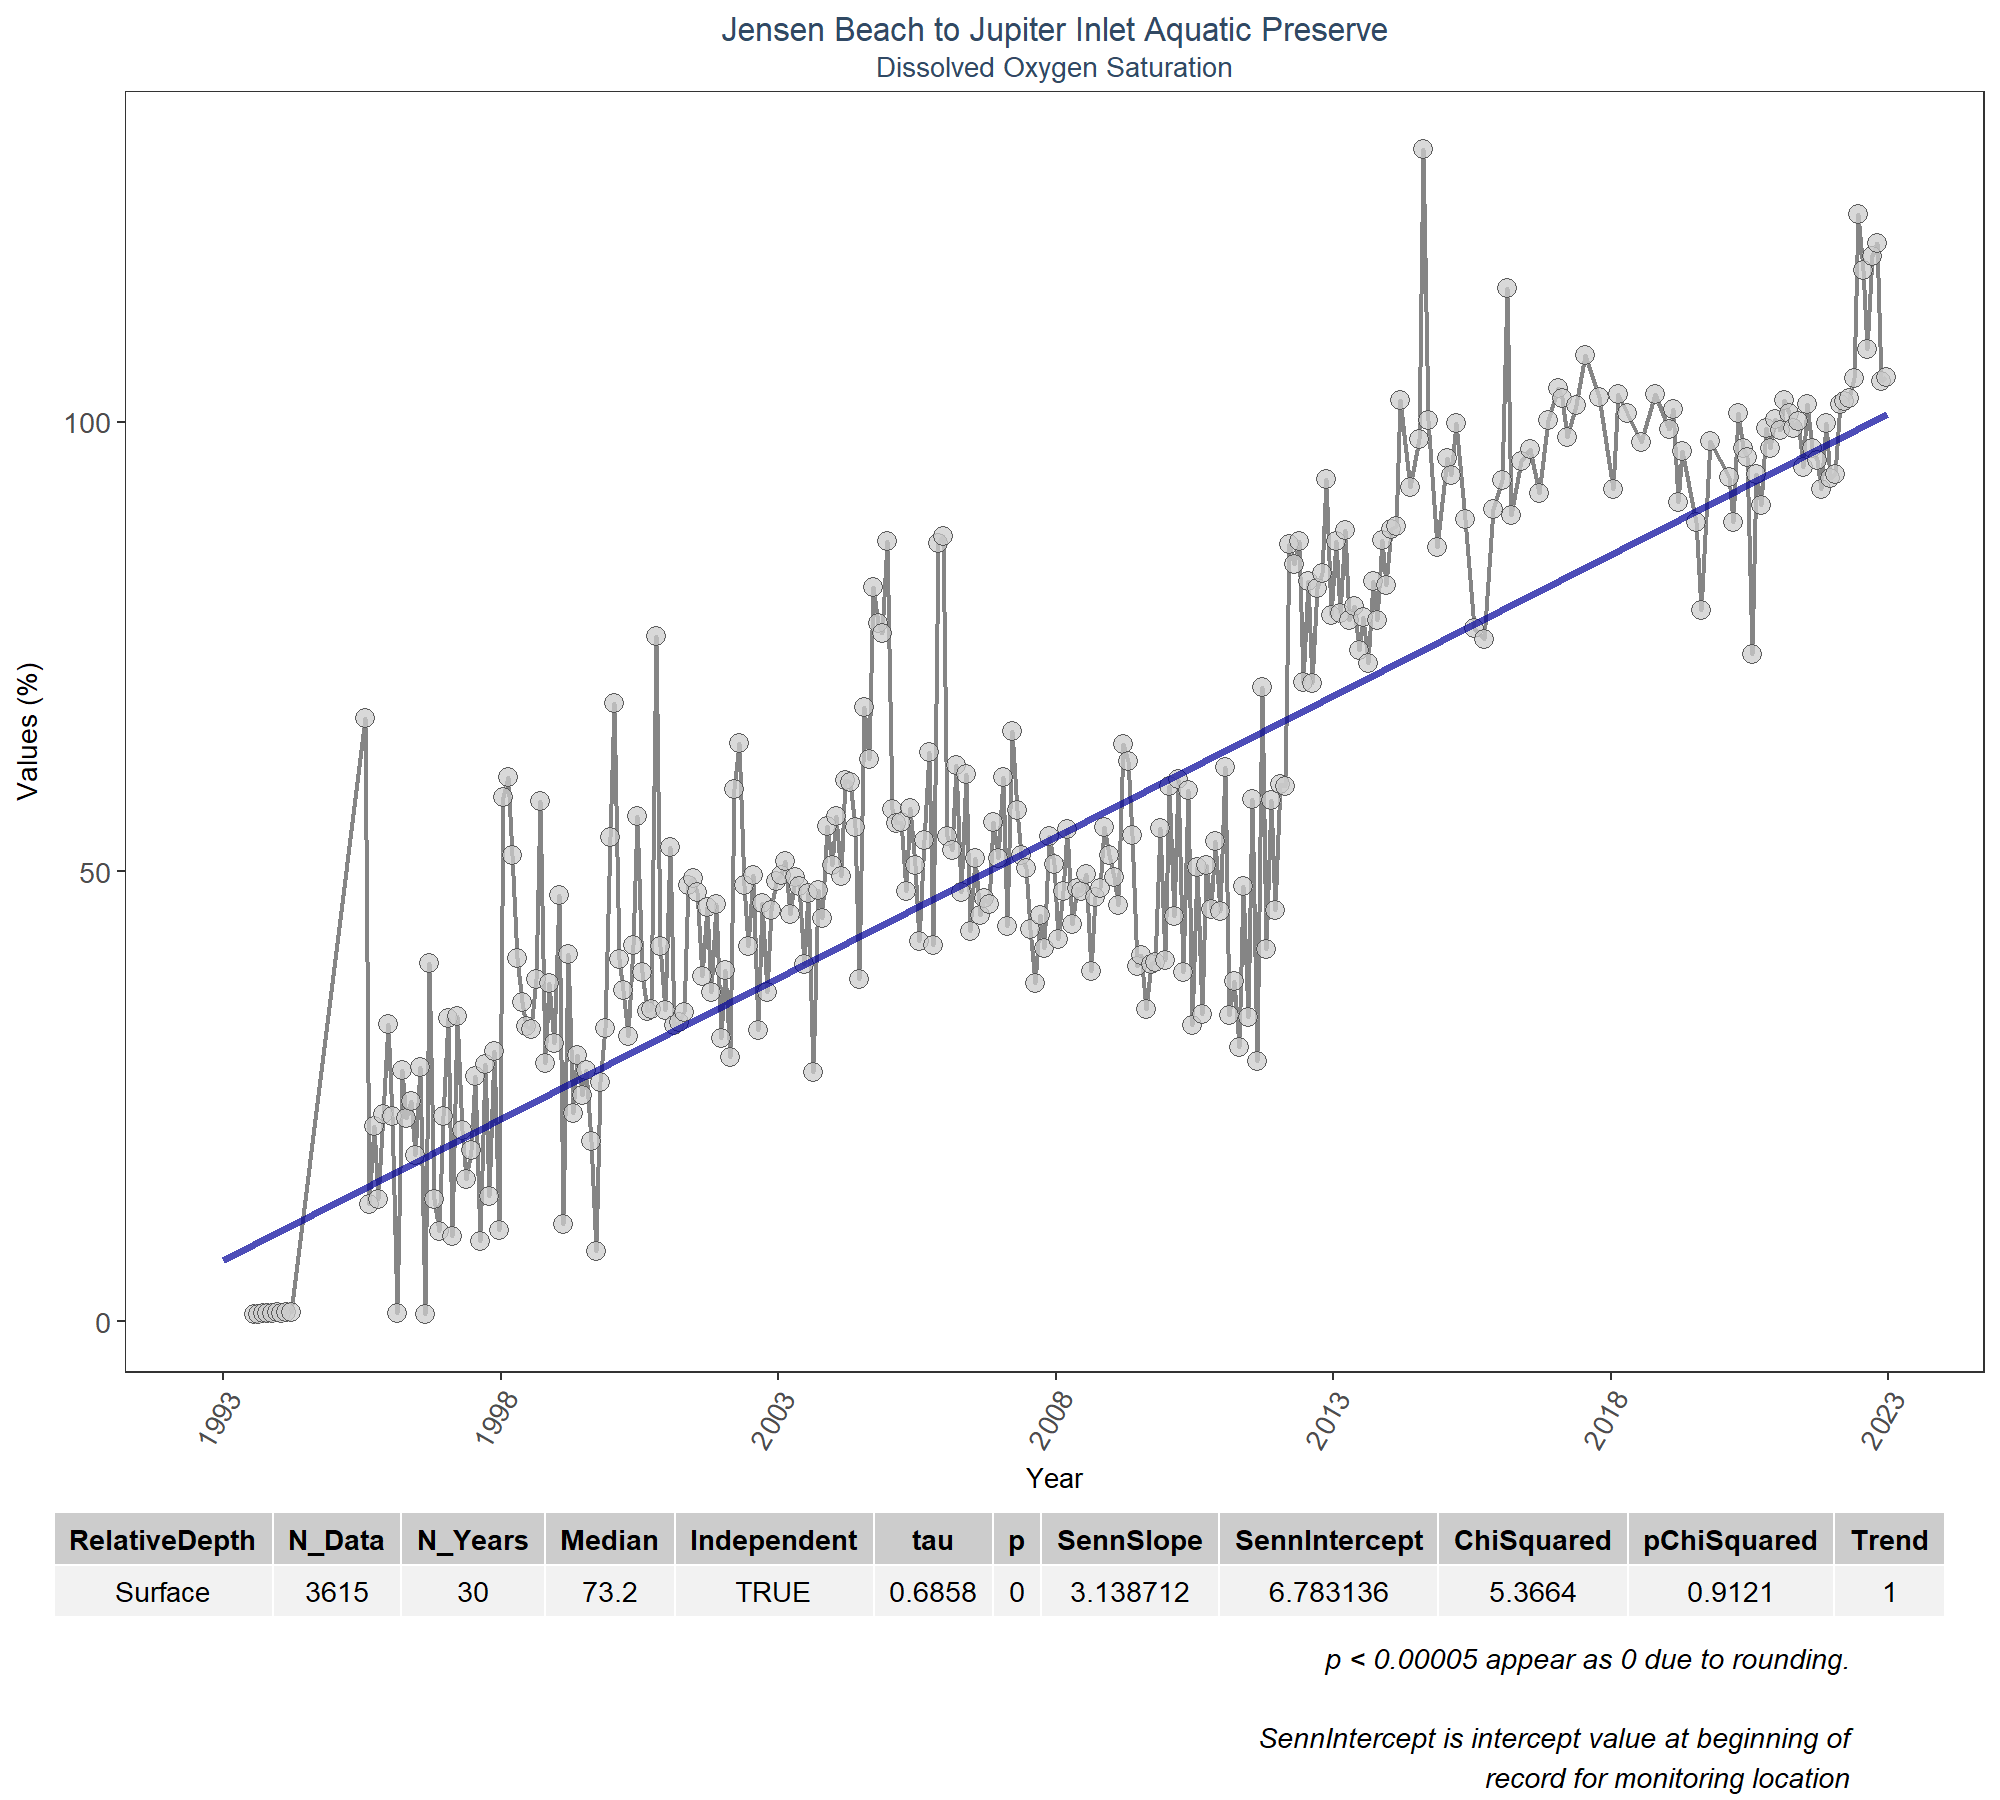 Jensen Beach to Jupiter Inlet Aquatic Preserve
Dissolved Oxygen Saturation
Values (%)
100
50
0
1993
1998
2003
2008
2013
2018
2023
Year
RelativeDepth N_Data N_Years Median Independent tau p SennSlope SennIntercept ChiSquared pChiSquared Trend
Surface 3615 30 73.2 TRUE 0.6858 0 3.138712 6.783136 5.3664 0.9121 1
p < 0.00005 appear as 0 due to rounding.
SennIntercept is intercept value at beginning of
record for monitoring location